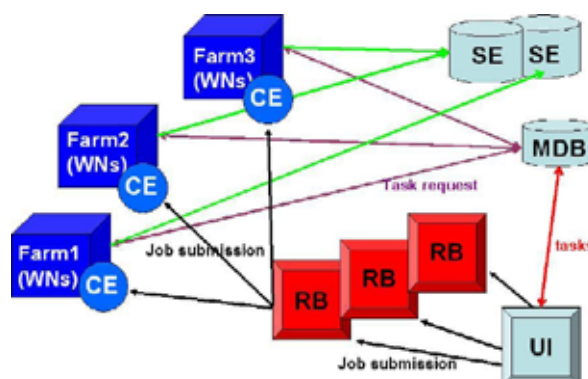 Farm3
(WNs)
CE
SE
SE
Farm2
(WNs)
CE
MDB
Task request
Farm1
(WNs)
CE
Job submission
RB
RB
RB
tasks
UI
Job submission